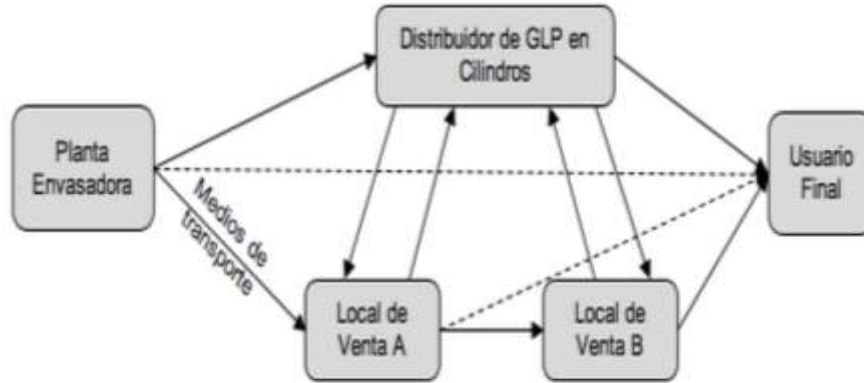 Distribuidor de GLP en
Cilindros
Planta
Envasadora
Usuario
Final
Medios de
transporte
Local de
Venta A
Local de
Venta B